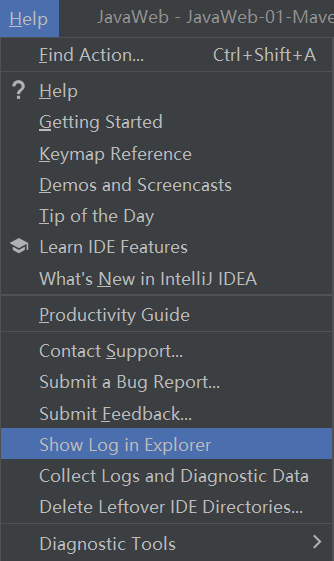 Help JavaWeb - JavaWeb-01-Mave
Find Action... Ctrl+Shift+A
? Help
Getting Started
Keymap Reference
Demos and Screencasts
Tip of the Day
Learn IDE Features
What's New in IntelliJ IDEA
Productivity Guide
Contact Support...
Submit a Bug Report...
Submit Feedback...
Show Log in Explorer
Collect Logs and Diagnostic Data
Delete Leftover IDE Directories...
Diagnostic Tools